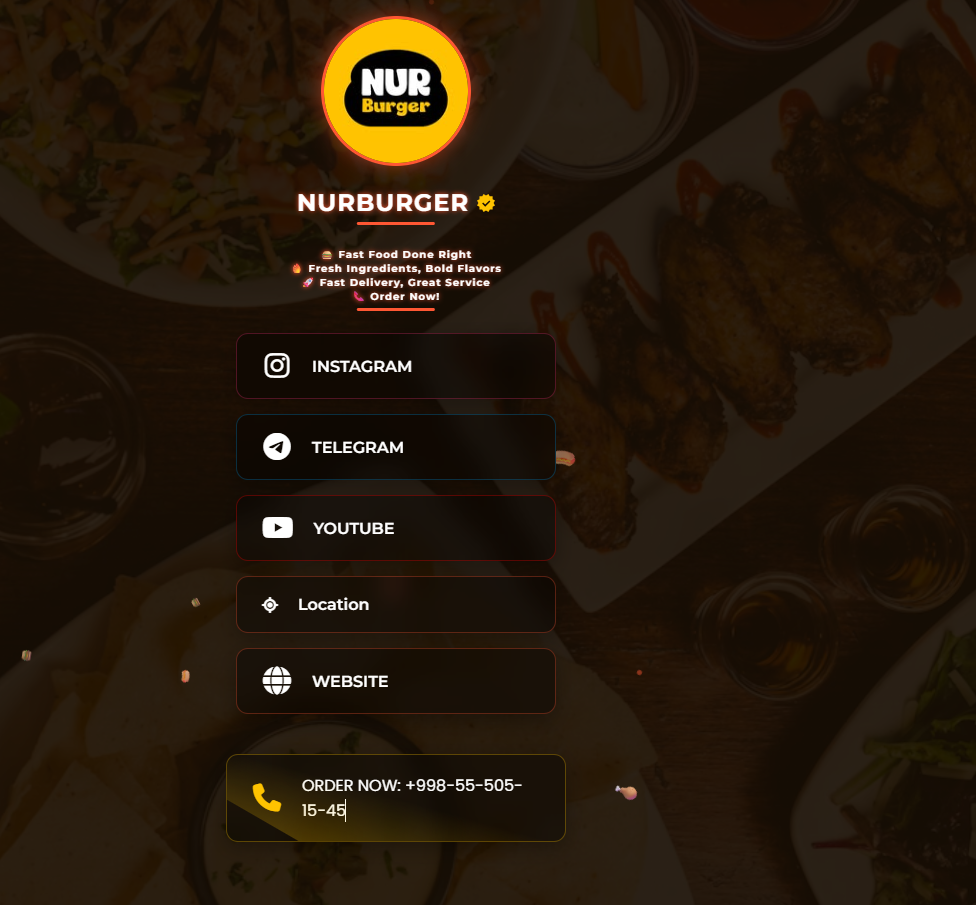 NUR
Burger
NURBURGER
🍔 Fast Food Done Right
🔥 Fresh Ingredients, Bold Flavors
🚀 Fast Delivery, Great Service
📞 Order Now!
INSTAGRAM
TELEGRAM
YOUTUBE
Location
WEBSITE
ORDER NOW: +998-55-505-
15-45